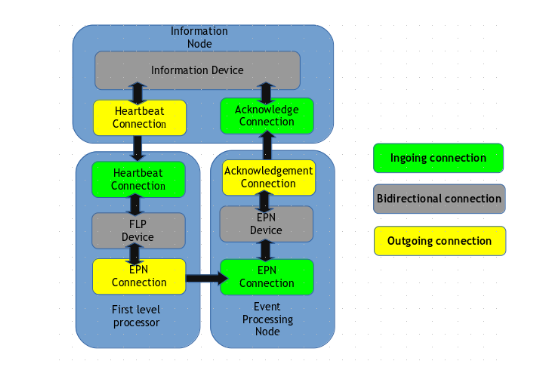 Information
Node
Information Device
Heartbeat
Connection
Acknowledge
Connection
Heartbeat
Connection
Acknowledgement
Connection
FLP
Device
EPN
Device
EPN
Connection
EPN
Connection
First level
processor
Event
Processing
Node
Ingoing connection
Bidirectional connection
Outgoing connection